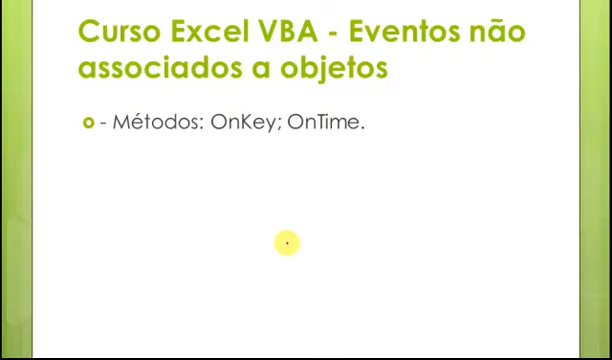 Curso Excel VBA - Eventos não
associados a objetos
- Métodos: OnKey; OnTime.